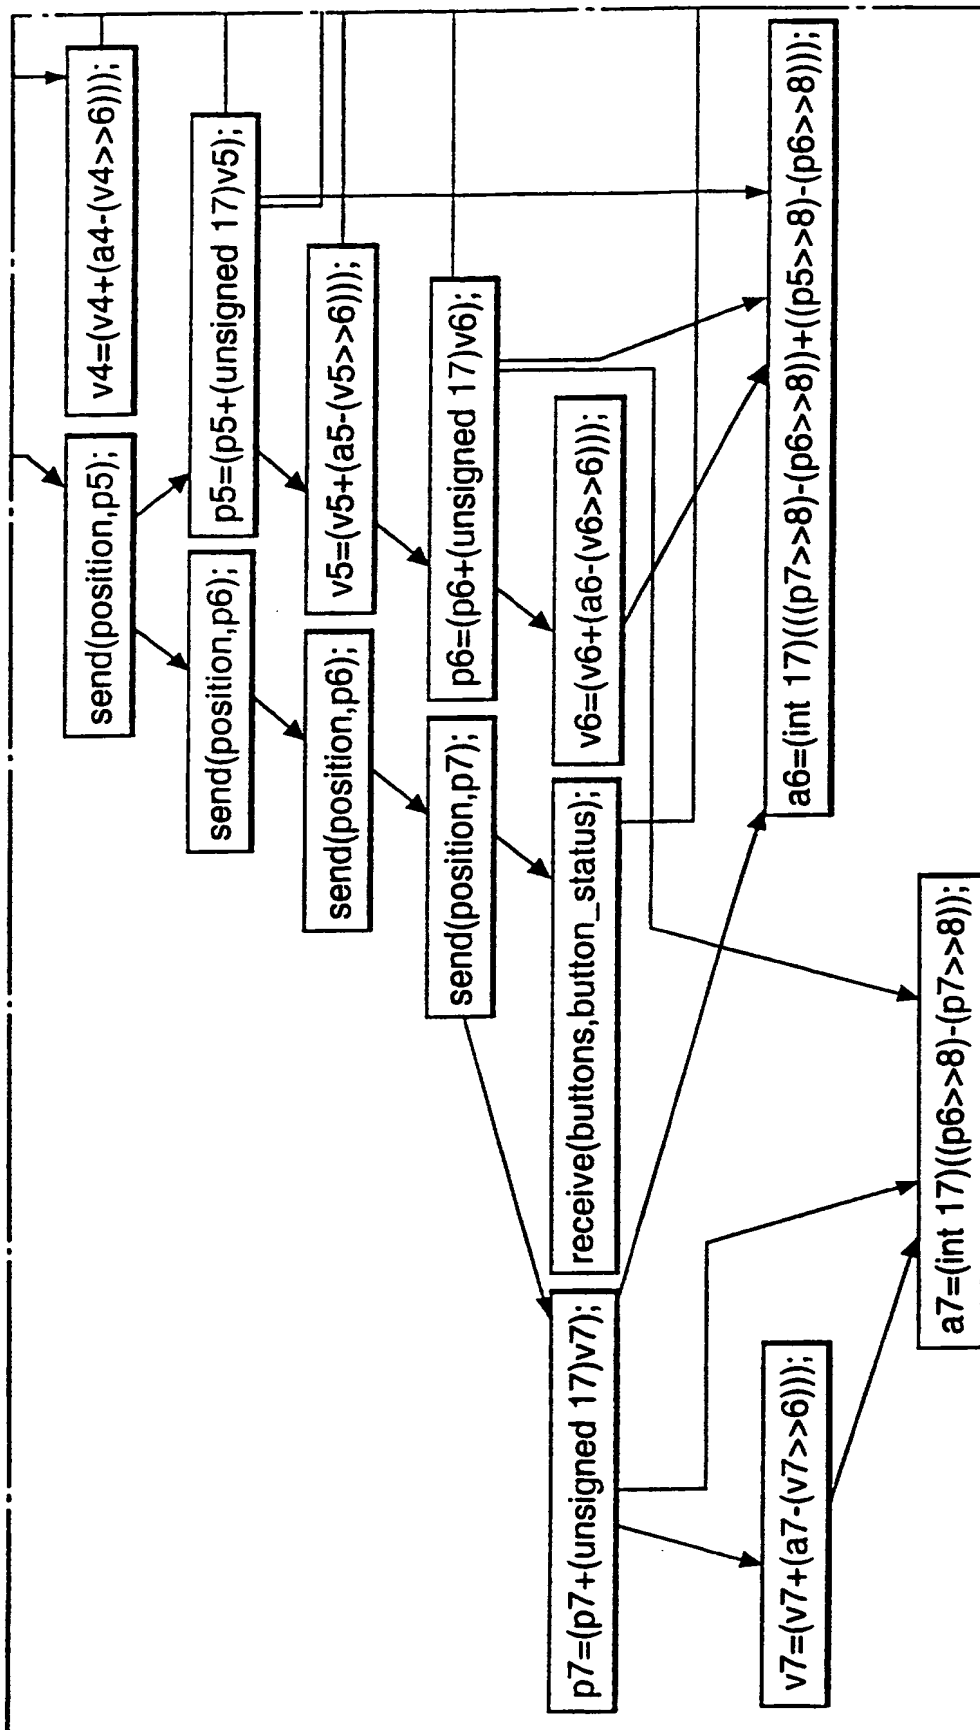 v4=(v4+(a4-(v4>>6)));
send(position,p5);
p5=(p5+(unsigned 17)v5);
send(position,p6);
v5=(v5+(a5-(v5>>6)));
send(position,p6);
p6=(p6+(unsigned 17)v6);
send(position,p7);
v6=(v6+(a6-(v6>>6)));
receive(buttons,button_status);
p7=(p7+(unsigned 17)v7);
a6=(int 17)(((p7>>8)-(p6>>8))+((p5>>8)-(p6>>8)));
v7=(v7+(a7-(v7>>6)));
a7=(int 17)((p6>>8)-(p7>>8));